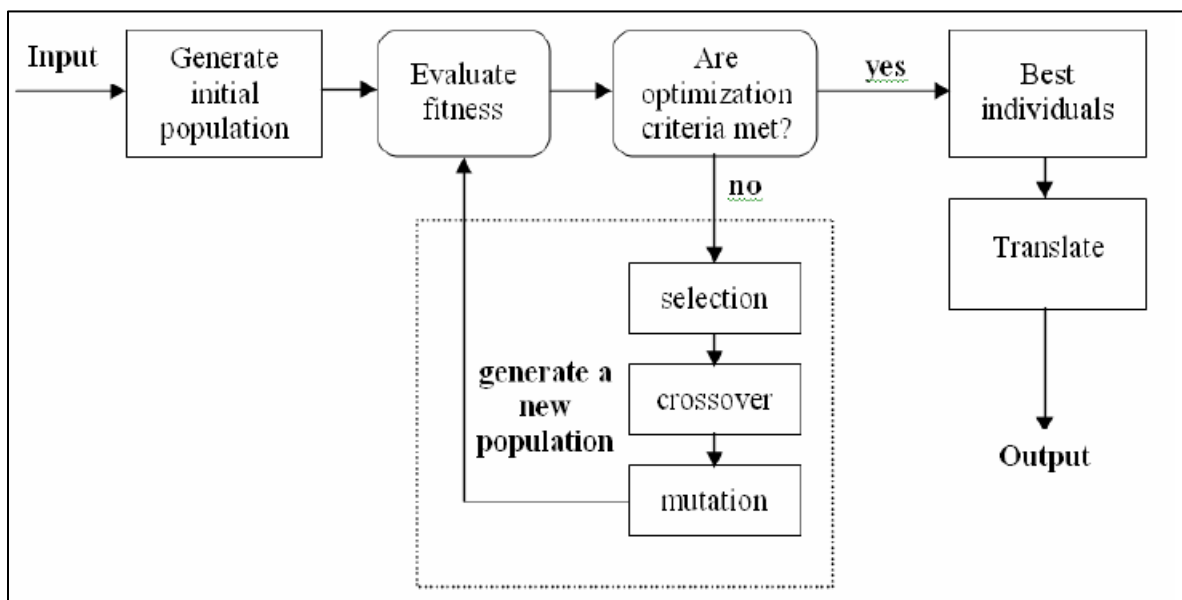 Input
Generate
initial
population
Evaluate
fitness
Are
optimization
criteria met?
yes
Best
individuals
no
Translate
selection
generate a
new
population
crossover
mutation
Output